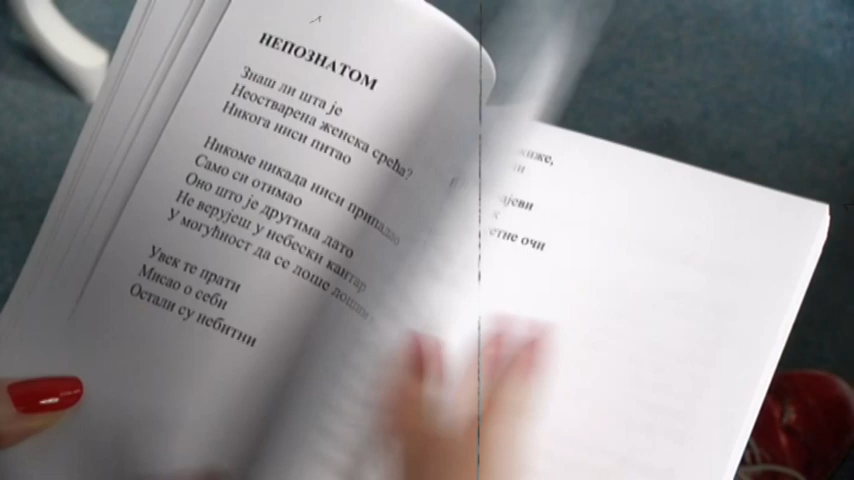 НЕПОЗНАТОМ
Знаш ли шта је
Неостварена женска срећа?
Никога ниси питао
Никоме никада ниси припадао
Само си отимао
Оно што је другима дато
Не верујеш у небески кантар
У могућност да се лоше лошим
Увек те прати
Мисао о себи
Остали су небитни
очи